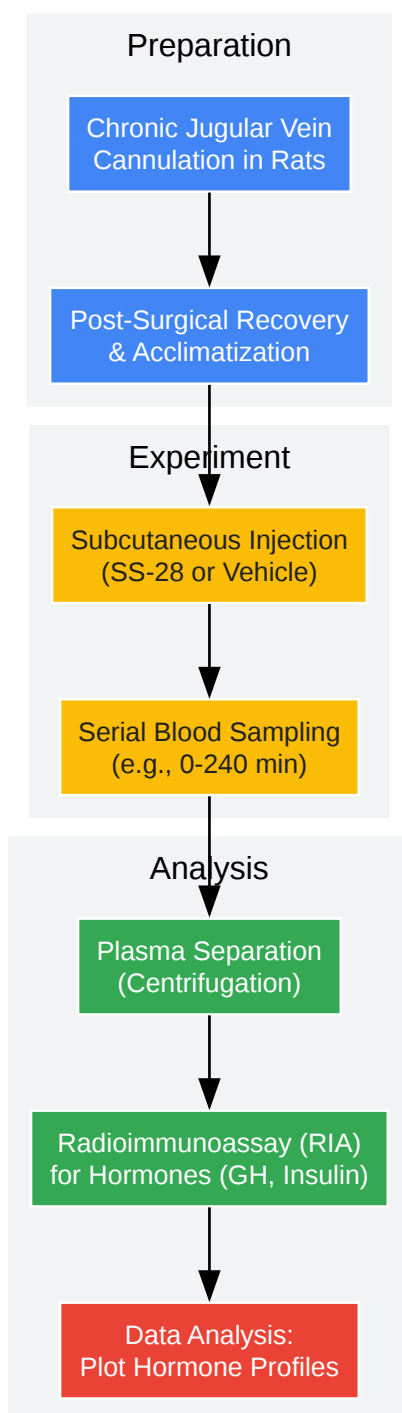 Preparation
Chronic Jugular Vein
Cannulation in Rats
Post-Surgical Recovery
& Acclimatization
Experiment
Subcutaneous Injection
(SS-28 or Vehicle)
Serial Blood Sampling
(e.g., 0-240 min)
Analysis
Plasma Separation
(Centrifugation)
Radioimmunoassay (RIA)
for Hormones (GH, Insulin)
Data Analysis:
Plot Hormone Profiles